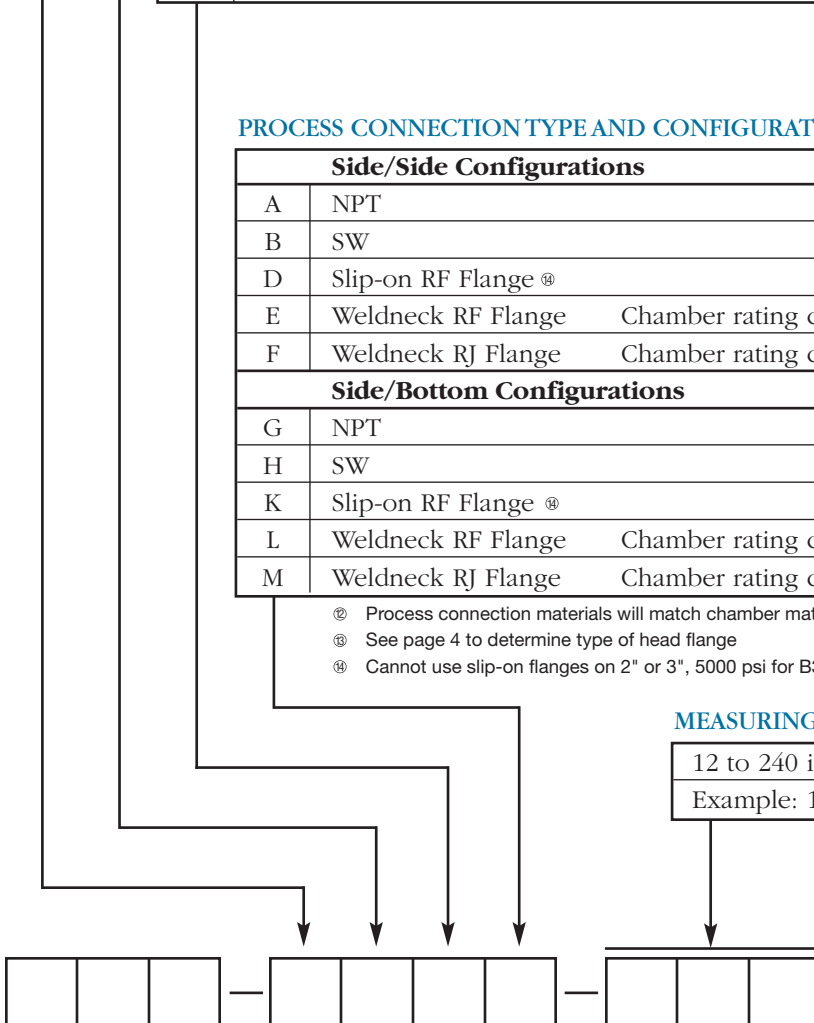 PROCESS CONNECTION TYPE AND CONFIGURAT
Side/Side Configurations
A NPT
B SW
D Slip-on RF Flange ⑭
E Weldneck RF Flange Chamber rating
F Weldneck RJ Flange Chamber rating
Side/Bottom Configurations
G NPT
H SW
K Slip-on RF Flange ⑭
L Weldneck RF Flange Chamber rating
M Weldneck RJ Flange Chamber rating
⑫ Process connection materials will match chamber mat
⑬ See page 4 to determine type of head flange
⑭ Cannot use slip-on flanges on 2" or 3", 5000 psi for
MEASURING
12 to 240 i
Example: 1